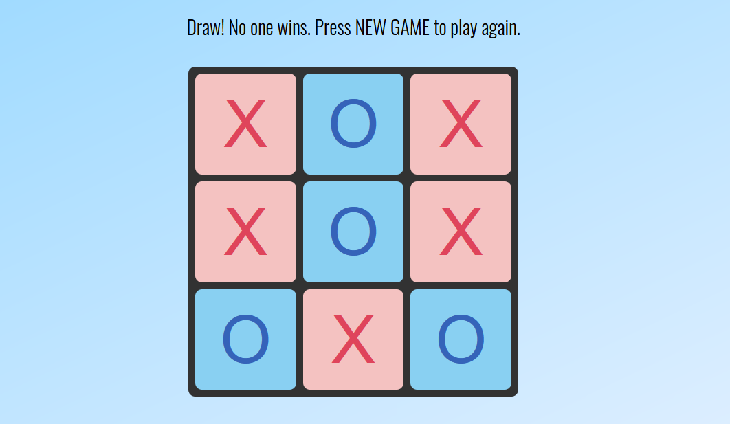 Draw! No one wins. Press NEW GAME to play again.
X O X
X O X
O X O